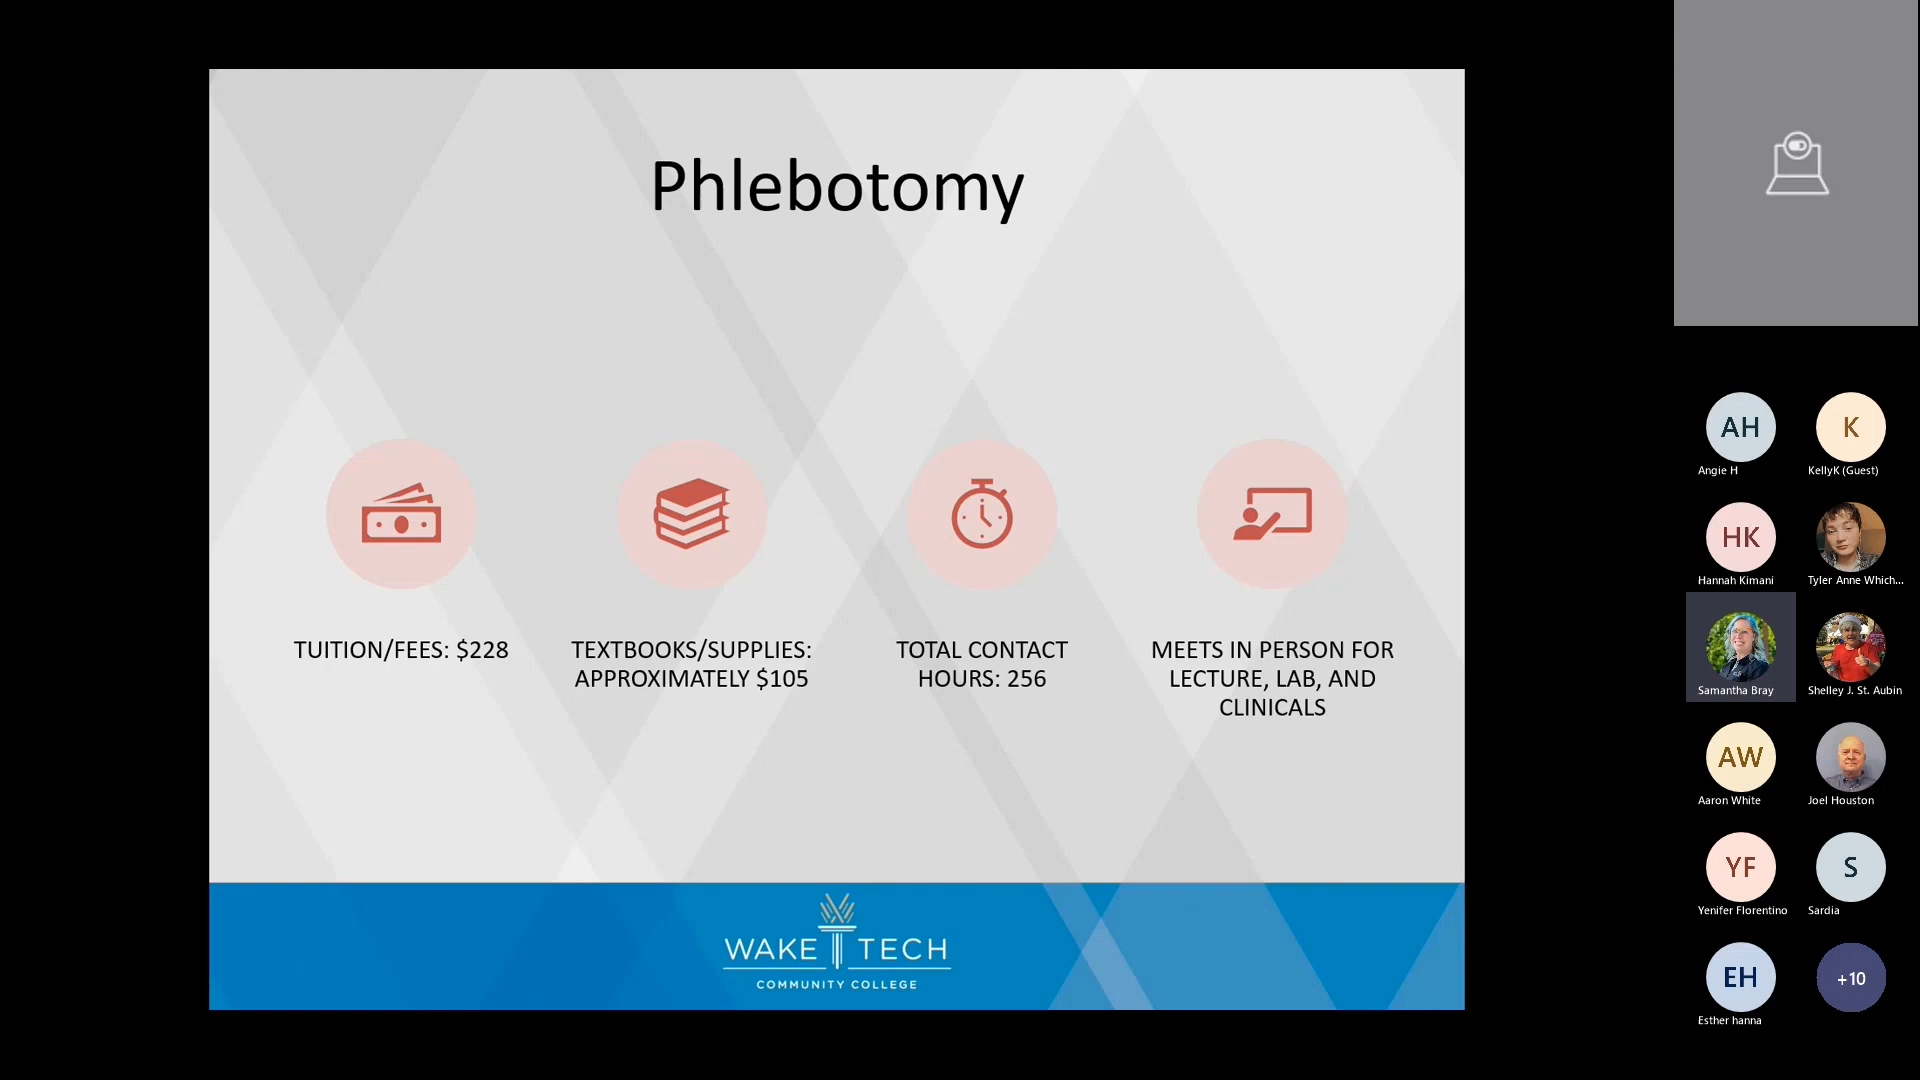 Phlebotomy
TUITION/FEES: $228
TEXTBOOKS/SUPPLIES:
APPROXIMATELY $105
TOTAL CONTACT
HOURS: 256
MEETS IN PERSON FOR
LECTURE, LAB, AND
CLINICALS
WAKE TECH
COMMUNITY COLLEGE
AH
Angie H
K
KellyK (Guest)
HK
Hannah Kimani
Tyler Anne Which...
Samantha Bray
Shelley J. St. Aubin
AW
Aaron White
Joel Houston
YF
Yenifer Florentino
S
Sardia
EH
Esther hanna
+10